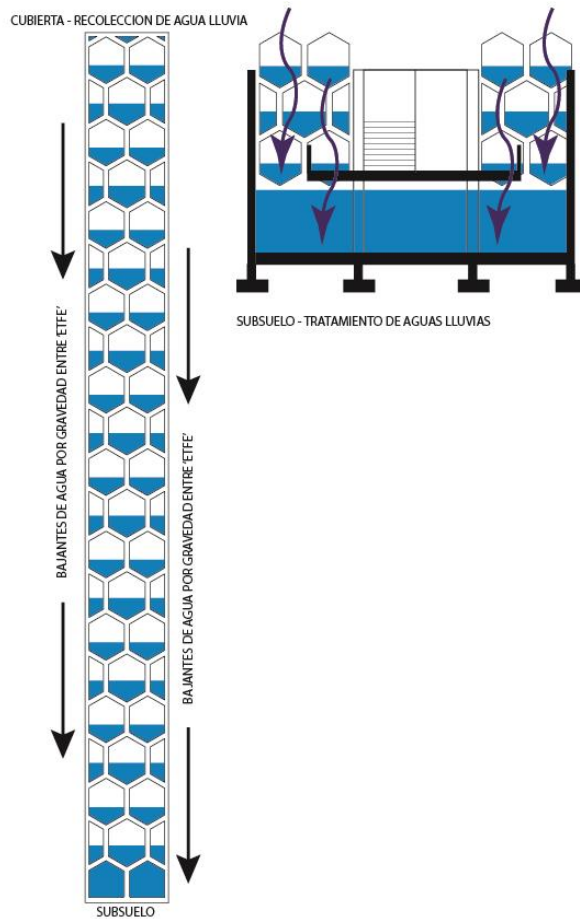 CUBIERTA - RECOLECCION DE AGUA LLUVIA
BAJANTES DE AGUA POR GRAVEDAD ENTRE 'ETFE'
BAJANTES DE AGUA POR GRAVEDAD ENTRE 'ETFE'
SUBSUELO
SUBSUELO - TRATAMIENTO DE AGUAS LLUVIAS